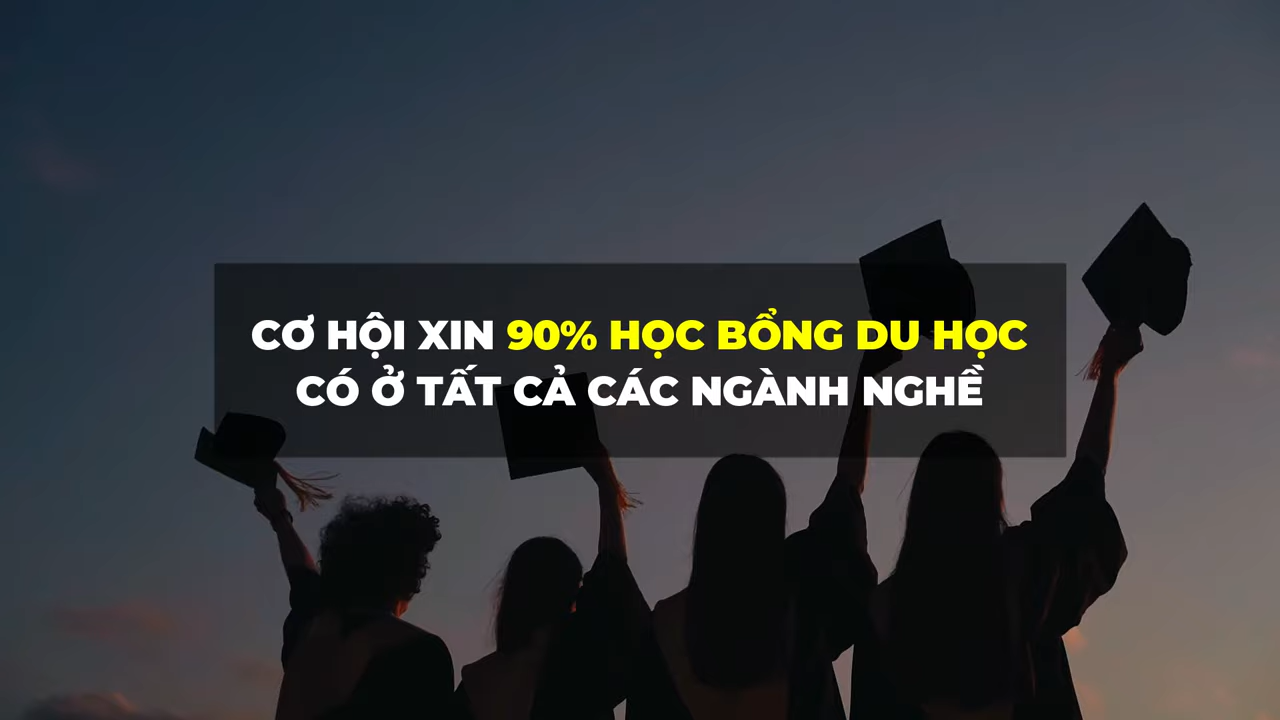 CƠ HỘI XIN 90% HỌC BỔNG DU HỌC
CÓ Ở TẤT CẢ CÁC NGÀNH NGHỀ